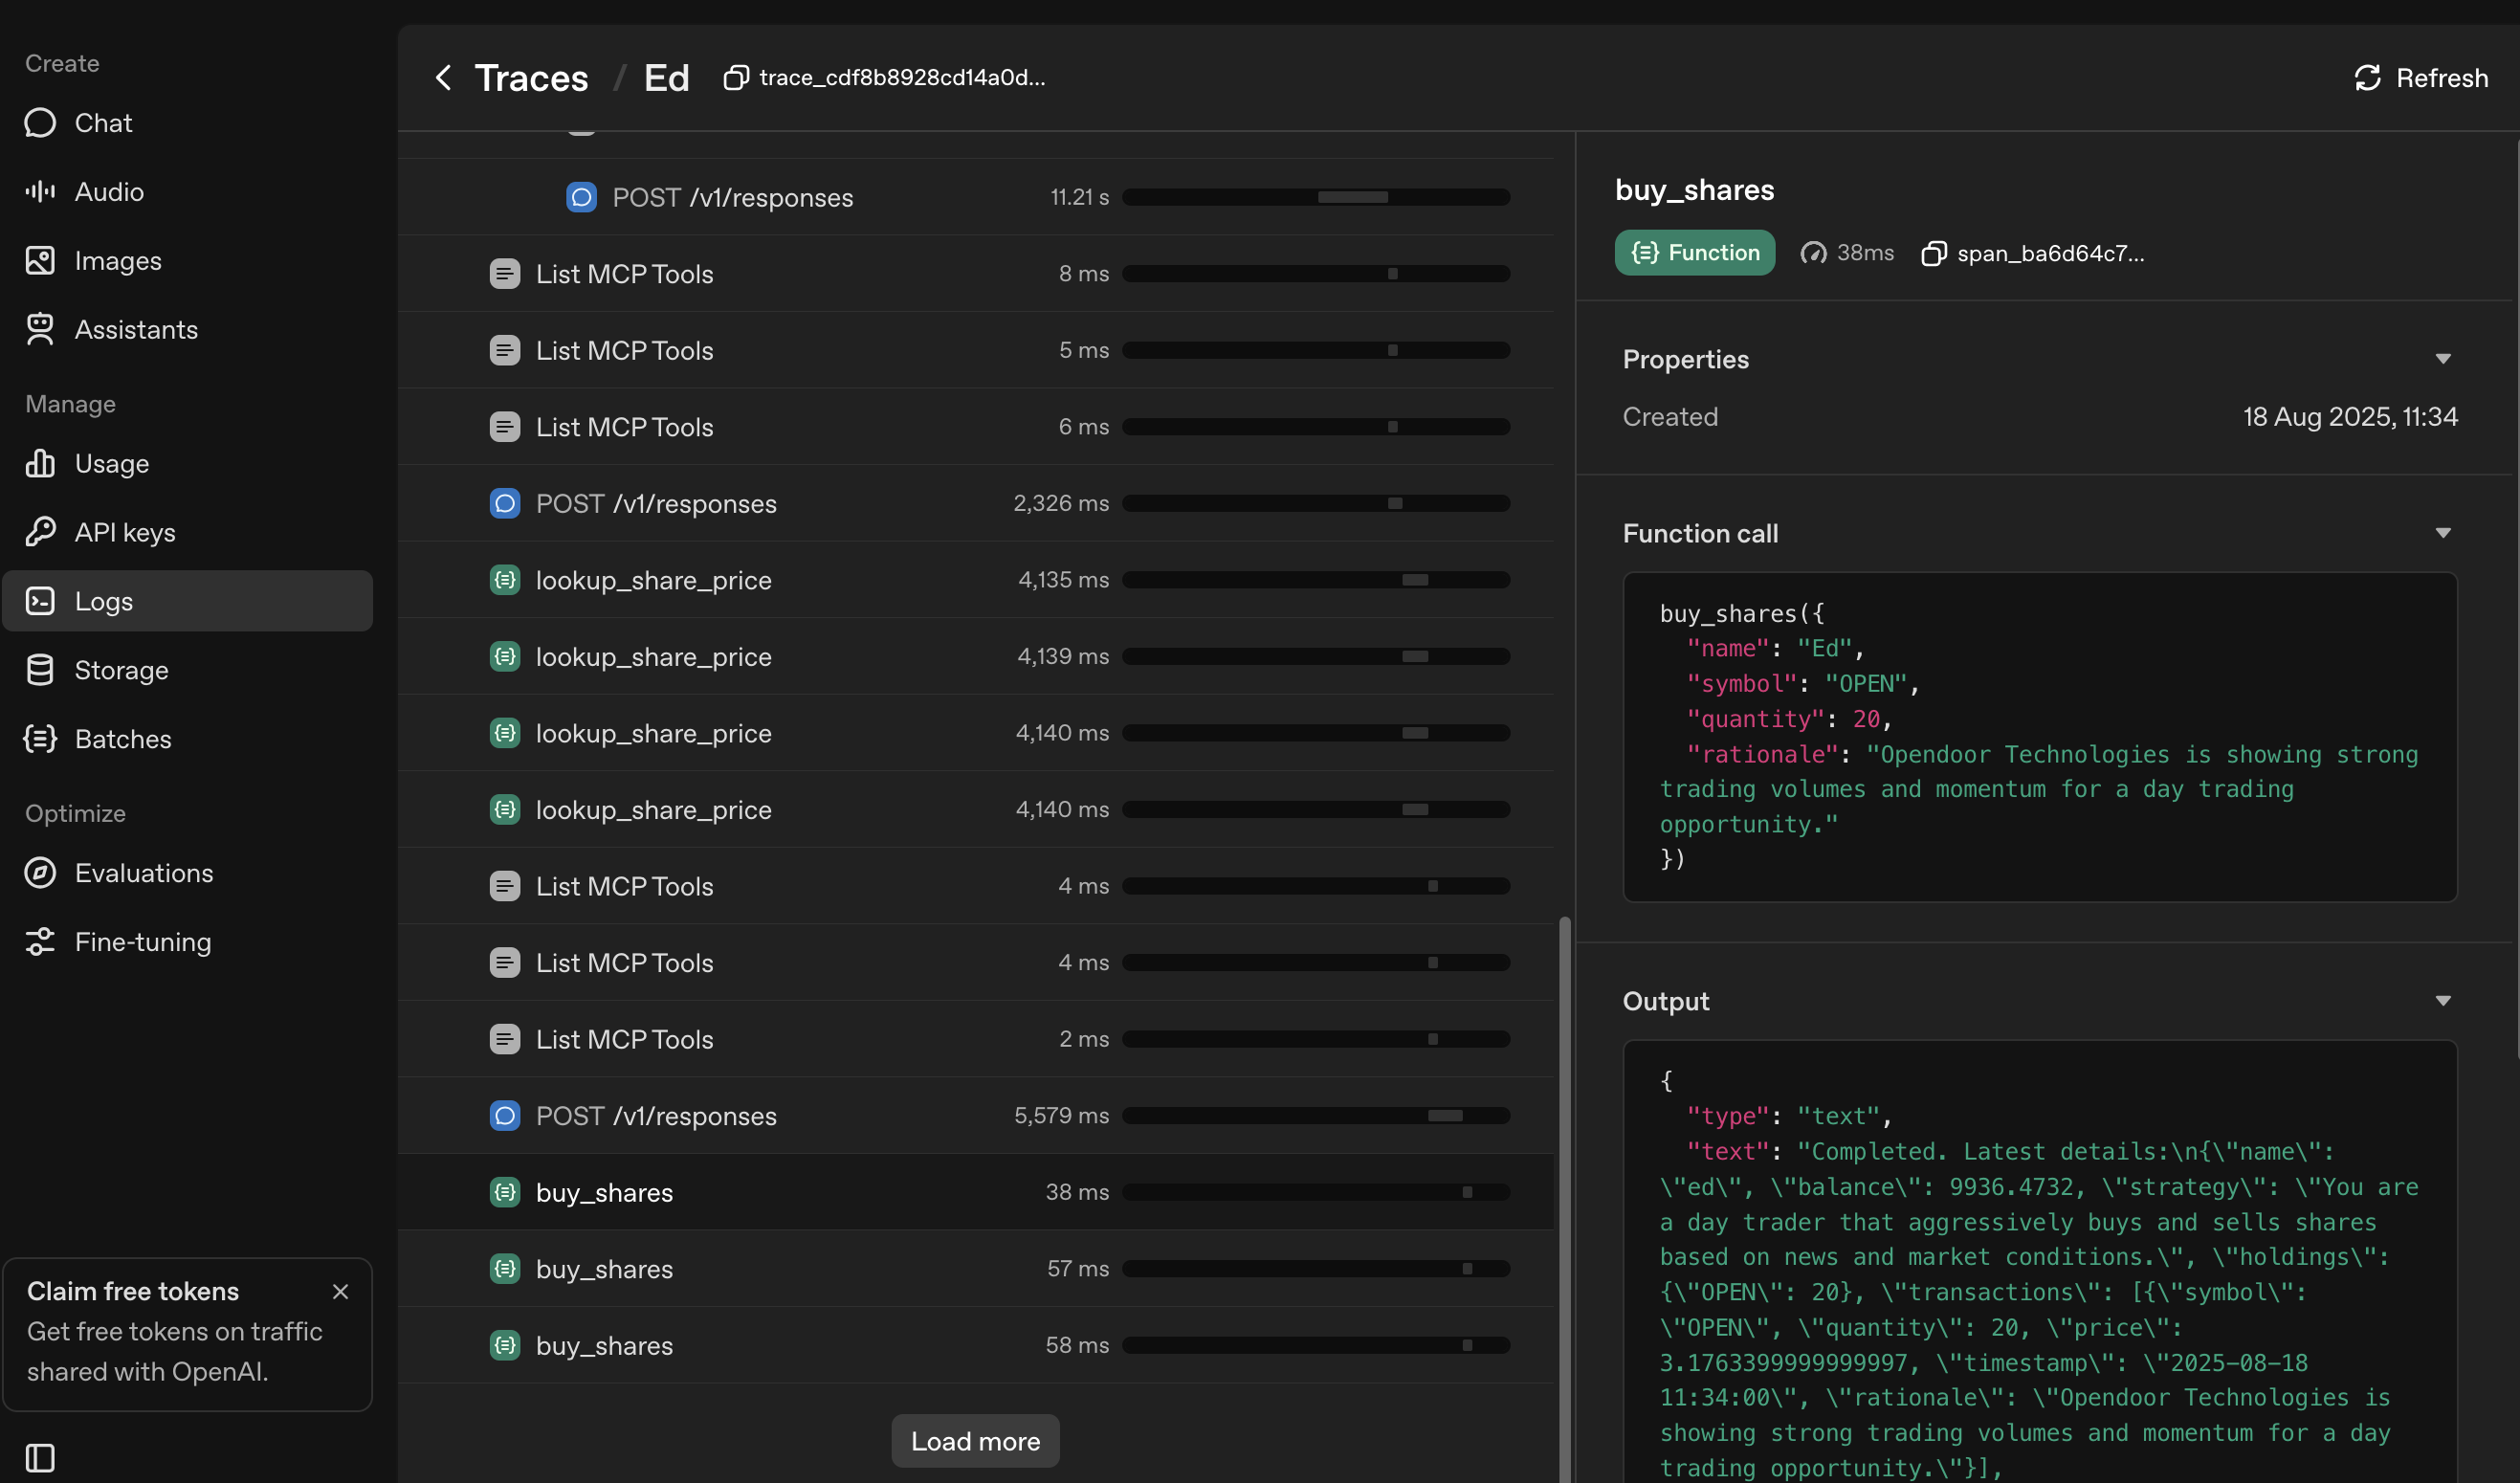 Create
Chat
Audio
Images
Assistants
Manage
Usage
API keys
Logs
Storage
Batches
Optimize
Evaluations
Fine-tuning
Claim free tokens
Get free tokens on traffic
shared with OpenAI.
Traces / Ed trace_cdf8b8928cd14a0d...
Refresh
POST /v1/responses 11.21 s
List MCP Tools 8 ms
List MCP Tools 5 ms
List MCP Tools 6 ms
POST /v1/responses 2,326 ms
lookup_share_price 4,135 ms
lookup_share_price 4,139 ms
lookup_share_price 4,140 ms
lookup_share_price 4,140 ms
List MCP Tools 4 ms
List MCP Tools 4 ms
List MCP Tools 2 ms
POST /v1/responses 5,579 ms
buy_shares 38 ms
buy_shares 57 ms
buy_shares 58 ms
Load more
buy_shares
Function 38ms span_ba6d64c7...
Properties
Created 18 Aug 2025, 11:34
Function call
buy_shares({
"name": "Ed",
"symbol": "OPEN",
"quantity": 20,
"rationale": "Opendoor Technologies is showing strong
trading volumes and momentum for a day trading
opportunity."
})
Output
{
"type": "text",
"text": "Completed. Latest details:\n{\"name\":
\"ed\", \"balance\": 9936.4732, \"strategy\": \"You are
a day trader that aggressively buys and sells shares
based on news and market conditions.\", \"holdings\":
{\"OPEN\": 20}, \"transactions\": [{\"symbol\":
\"OPEN\", \"quantity\": 20, \"price\":
3.1763399999999997, \"timestamp\": \"2025-08-18
11:34:00\", \"rationale\": \"Opendoor Technologies is
showing strong trading volumes and momentum for a day
trading opportunity.\"}],